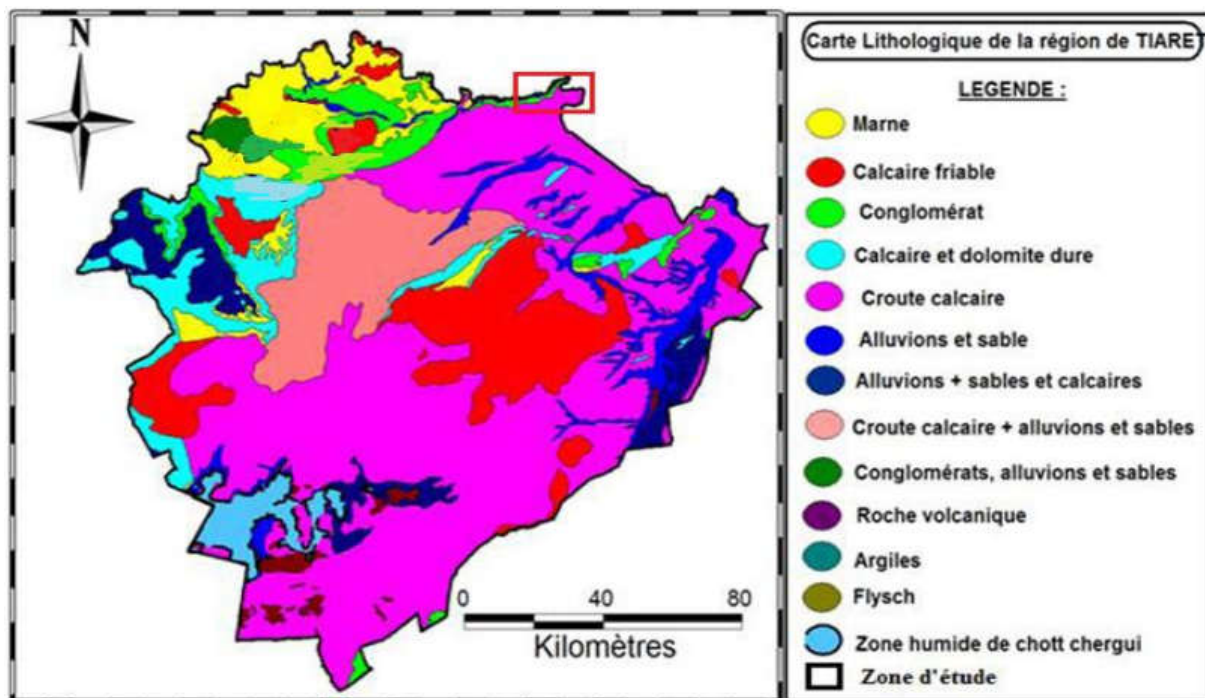 N
0 40 80
Kilomètres
Carte Lithologique de la région de TIARET
LEGENDE :
Marne
Calcaire friable
Conglomérat
Calcaire et dolomite dure
Croute calcaire
Alluvions et sable
Alluvions + sables et calcaires
Croute calcaire + alluvions et sables
Conglomérats, alluvions et sables
Roche volcanique
Argiles
Flysch
Zone humide de chott chergui
Zone d'étude